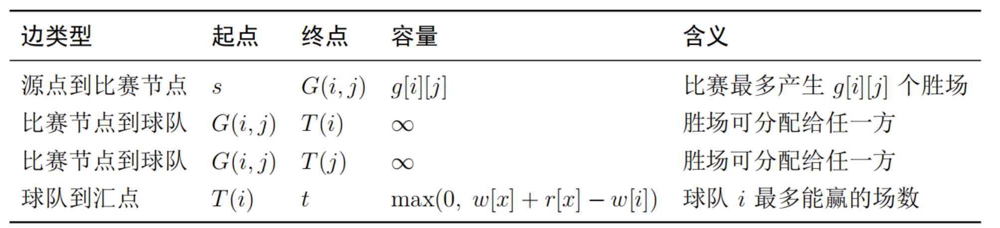 边类型 起点 终点 容量 含义
源点到比赛节点 s G(i, j) g[i][j] 比赛最多产生 g[i][j] 个胜场
比赛节点到球队 G(i, j) T(i) ∞ 胜场可分配给任一方
比赛节点到球队 G(i, j) T(j) ∞ 胜场可分配给任一方
球队到汇点 T(i) t max(0, w[x] + r[x] − w[i]) 球队 i 最多能赢的场数